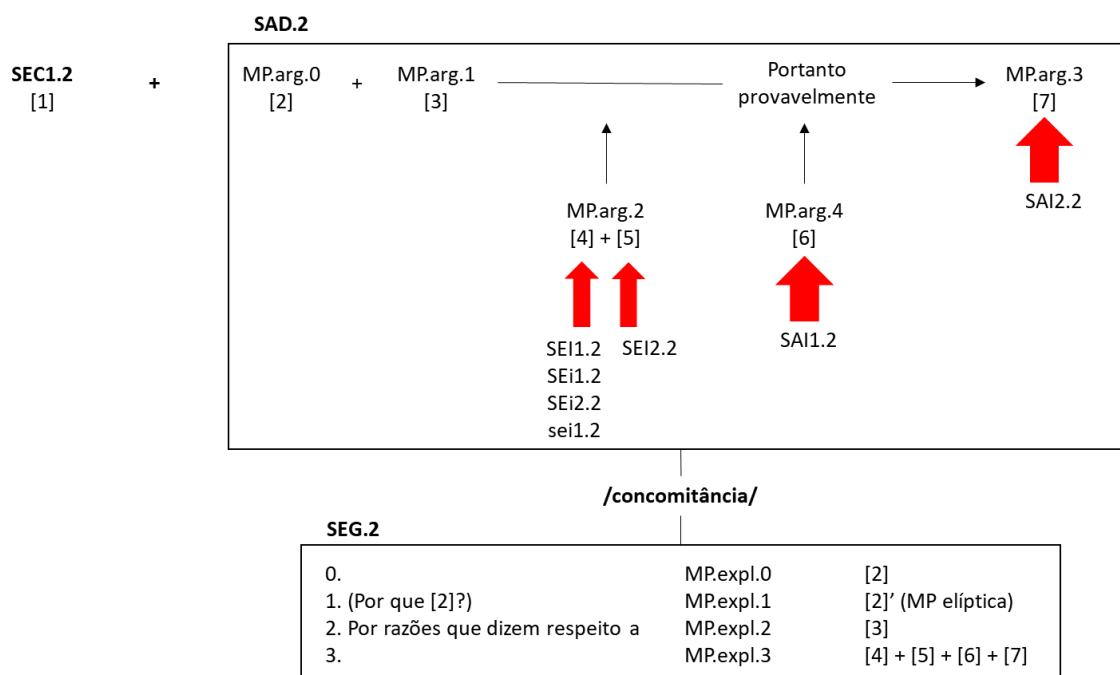 SAD.2
SEC1.2
[1]
+
MP.arg.0
[2]
+
MP.arg.1
[3]
Portanto
provavelmente
MP.arg.3
[7]
SAI2.2
MP.arg.2
[4] + [5]
MP.arg.4
[6]
SEI1.2 SEI2.2
SEi1.2
SEi2.2
sei1.2
SAI1.2
/concomitância/
SEG.2
0. MP.expl.0 [2]
1. (Por que [2]?) MP.expl.1 [2]’ (MP elíptica)
2. Por razões que dizem respeito a MP.expl.2 [3]
3. MP.expl.3 [4] + [5] + [6] + [7]